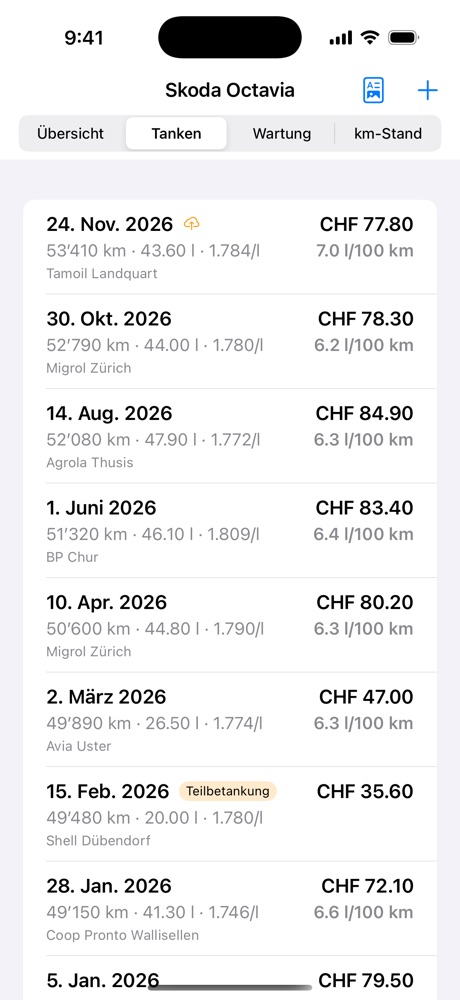 9:41
Skoda Octavia
Übersicht Tanken Wartung km-Stand
24. Nov. 2026 CHF 77.80
53’410 km · 43.60 l · 1.784/l 7.0 l/100 km
Tamoil Landquart
30. Okt. 2026 CHF 78.30
52’790 km · 44.00 l · 1.780/l 6.2 l/100 km
Migrol Zürich
14. Aug. 2026 CHF 84.90
52’080 km · 47.90 l · 1.772/l 6.3 l/100 km
Agrola Thusis
1. Juni 2026 CHF 83.40
51’320 km · 46.10 l · 1.809/l 6.4 l/100 km
BP Chur
10. Apr. 2026 CHF 80.20
50’600 km · 44.80 l · 1.790/l 6.3 l/100 km
Migrol Zürich
2. März 2026 CHF 47.00
49’890 km · 26.50 l · 1.774/l 6.3 l/100 km
Avia Uster
15. Feb. 2026 Teilbetankung CHF 35.60
49’480 km · 20.00 l · 1.780/l
Shell Dübendorf
28. Jan. 2026 CHF 72.10
49’150 km · 41.30 l · 1.746/l 6.6 l/100 km
Coop Pronto Wallisellen
5. Jan. 2026 CHF 79.50